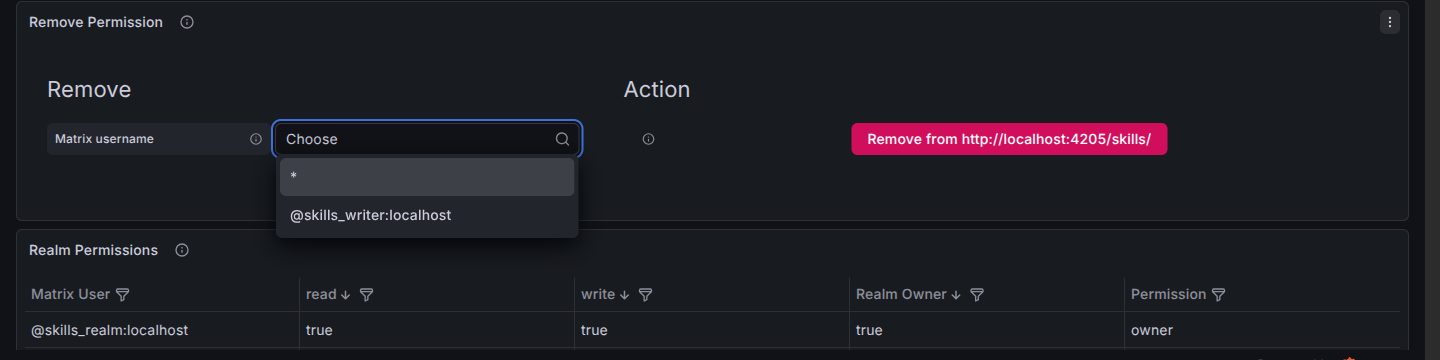 Remove Permission
Remove
Action
Matrix username
Choose
Remove from http://localhost:4205/skills/
*
@skills_writer:localhost
Realm Permissions
Matrix User read write Realm Owner Permission
@skills_realm:localhost true true true owner